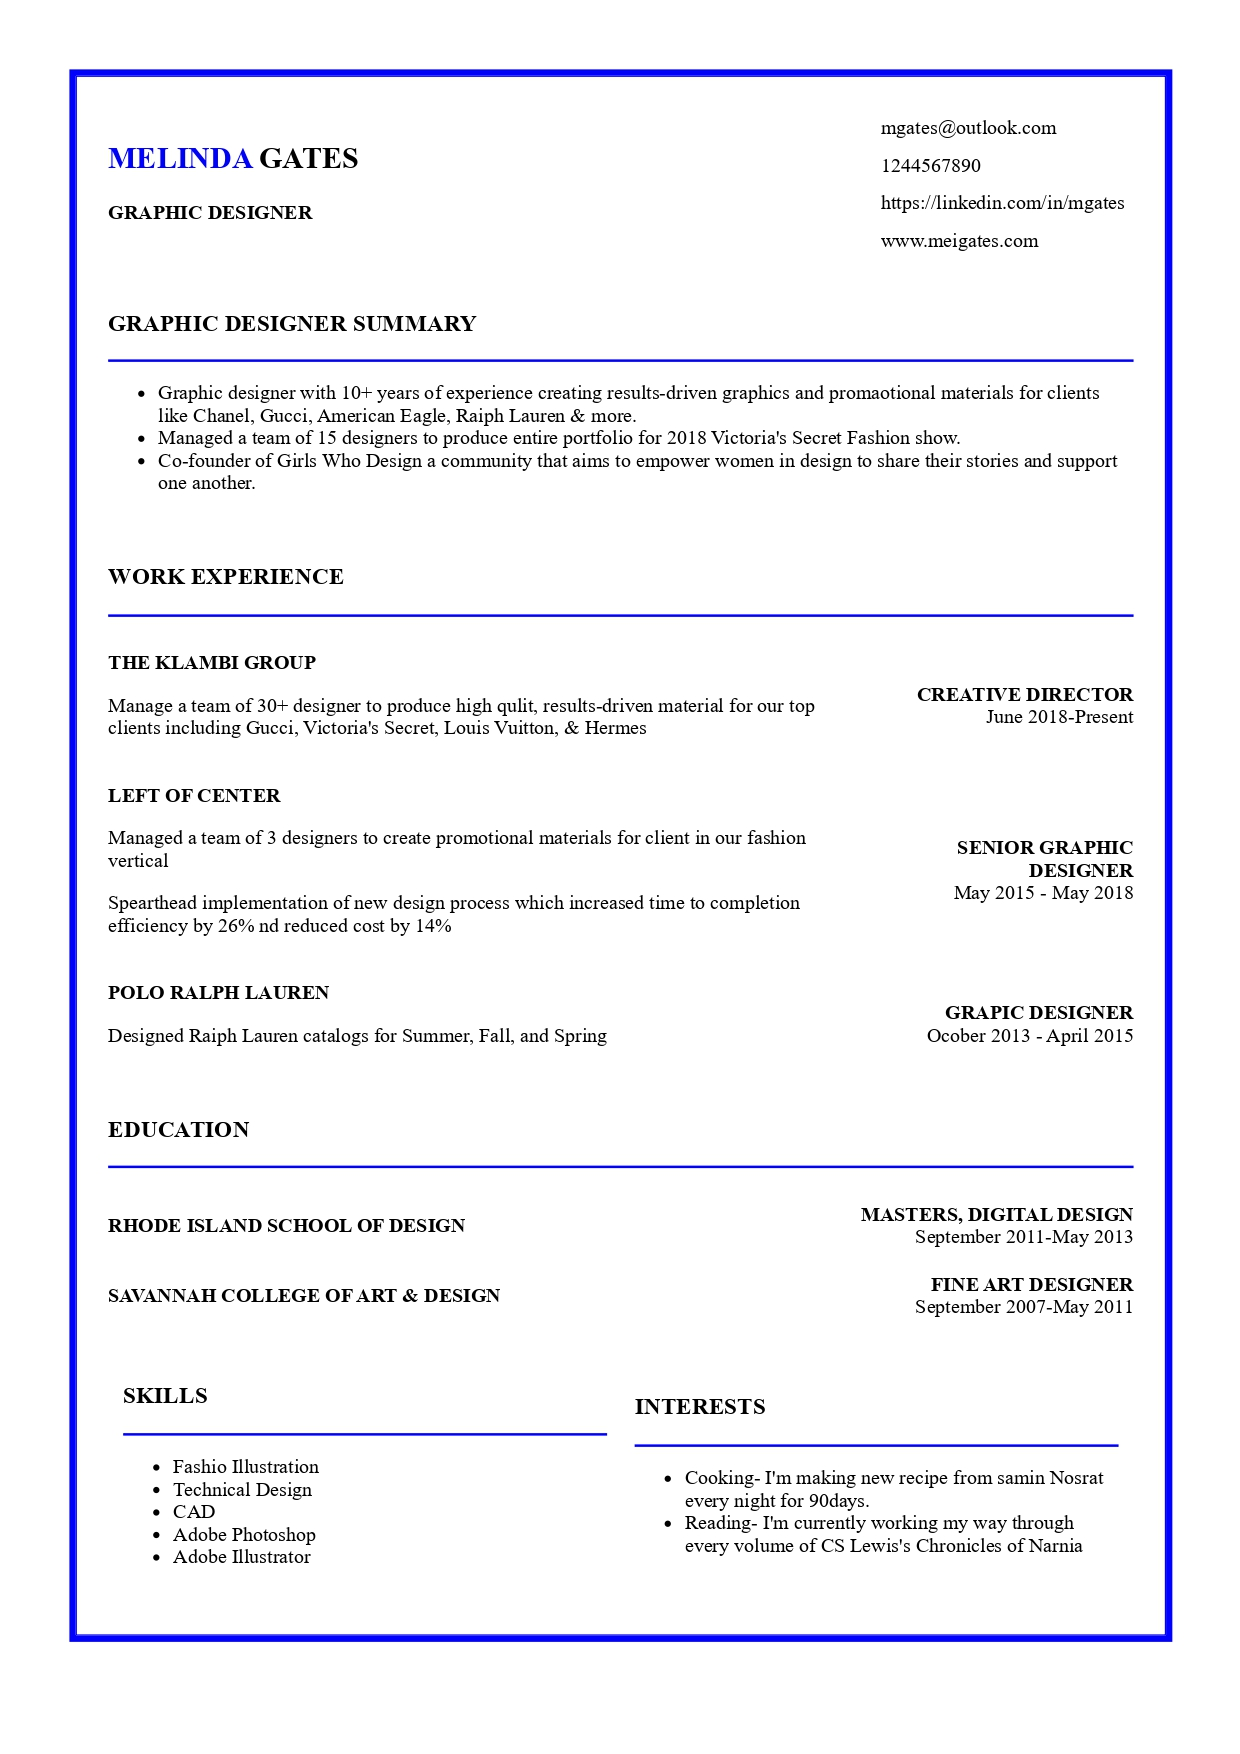 MELINDA GATES
GRAPHIC DESIGNER
mgates@outlook.com
1244567890
https://linkedin.com/in/mgates
www.meigates.com
GRAPHIC DESIGNER SUMMARY
• Graphic designer with 10+ years of experience creating results-driven graphics and promaotional materials for clients
like Chanel, Gucci, American Eagle, Raiph Lauren & more.
• Managed a team of 15 designers to produce entire portfolio for 2018 Victoria's Secret Fashion show.
• Co-founder of Girls Who Design a community that aims to empower women in design to share their stories and support
one another.
WORK EXPERIENCE
THE KLAMBI GROUP
Manage a team of 30+ designer to produce high qulit, results-driven material for our top
clients including Gucci, Victoria's Secret, Louis Vuitton, & Hermes
CREATIVE DIRECTOR
June 2018-Present
LEFT OF CENTER
Managed a team of 3 designers to create promotional materials for client in our fashion
vertical
Spearthead implementation of new design process which increased time to completion
efficiency by 26% nd reduced cost by 14%
SENIOR GRAPHIC
DESIGNER
May 2015 - May 2018
POLO RALPH LAUREN
Designed Raiph Lauren catalogs for Summer, Fall, and Spring
GRAPIC DESIGNER
Ocober 2013 - April 2015
EDUCATION
RHODE ISLAND SCHOOL OF DESIGN
MASTERS, DIGITAL DESIGN
September 2011-May 2013
SAVANNAH COLLEGE OF ART & DESIGN
FINE ART DESIGNER
September 2007-May 2011
SKILLS
• Fashio Illustration
• Technical Design
• CAD
• Adobe Photoshop
• Adobe Illustrator
INTERESTS
• Cooking- I'm making new recipe from samin Nosrat
every night for 90days.
• Reading- I'm currently working my way through
every volume of CS Lewis's Chronicles of Narnia